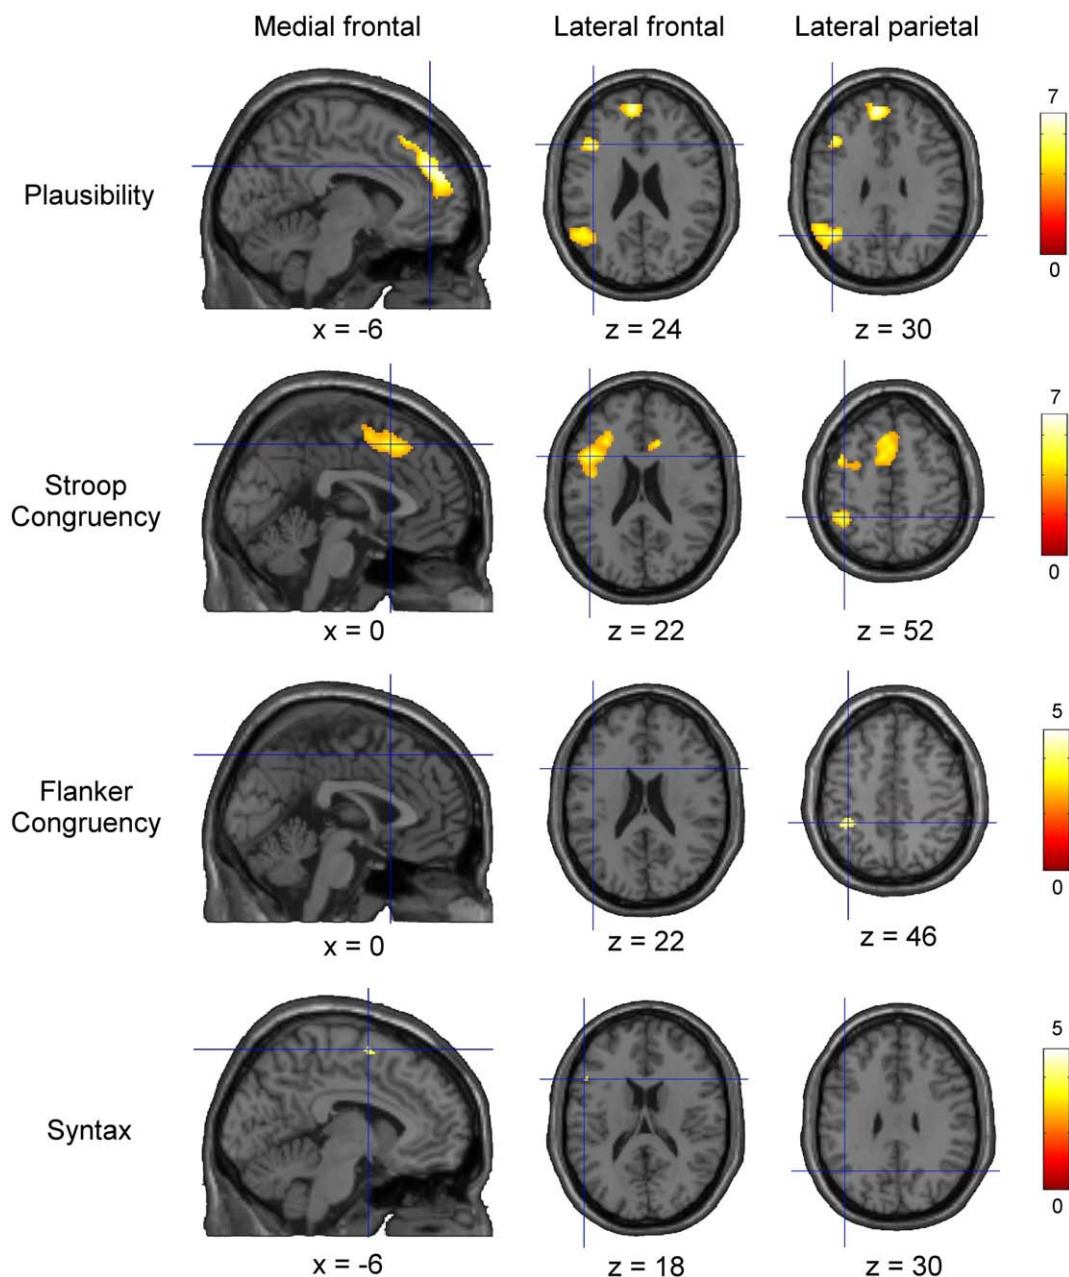 Medial frontal Lateral frontal Lateral parietal
7
Plausibility
0
x = -6 z = 24 z = 30
7
Stroop
Congruency
0
x = 0 z = 22 z = 52
5
Flanker
Congruency
0
x = 0 z = 22 z = 46
5
Syntax
0
x = -6 z = 18 z = 30